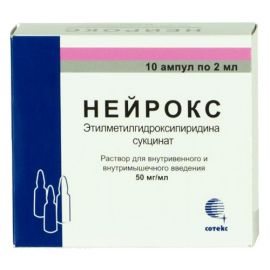 10 ампул по 2 мл
НЕЙРОКС
Этилметилгидроксипиридина
сукцинат
Раствор для внутривенного и
внутримышечного введения
50 мг/мл
сотекс